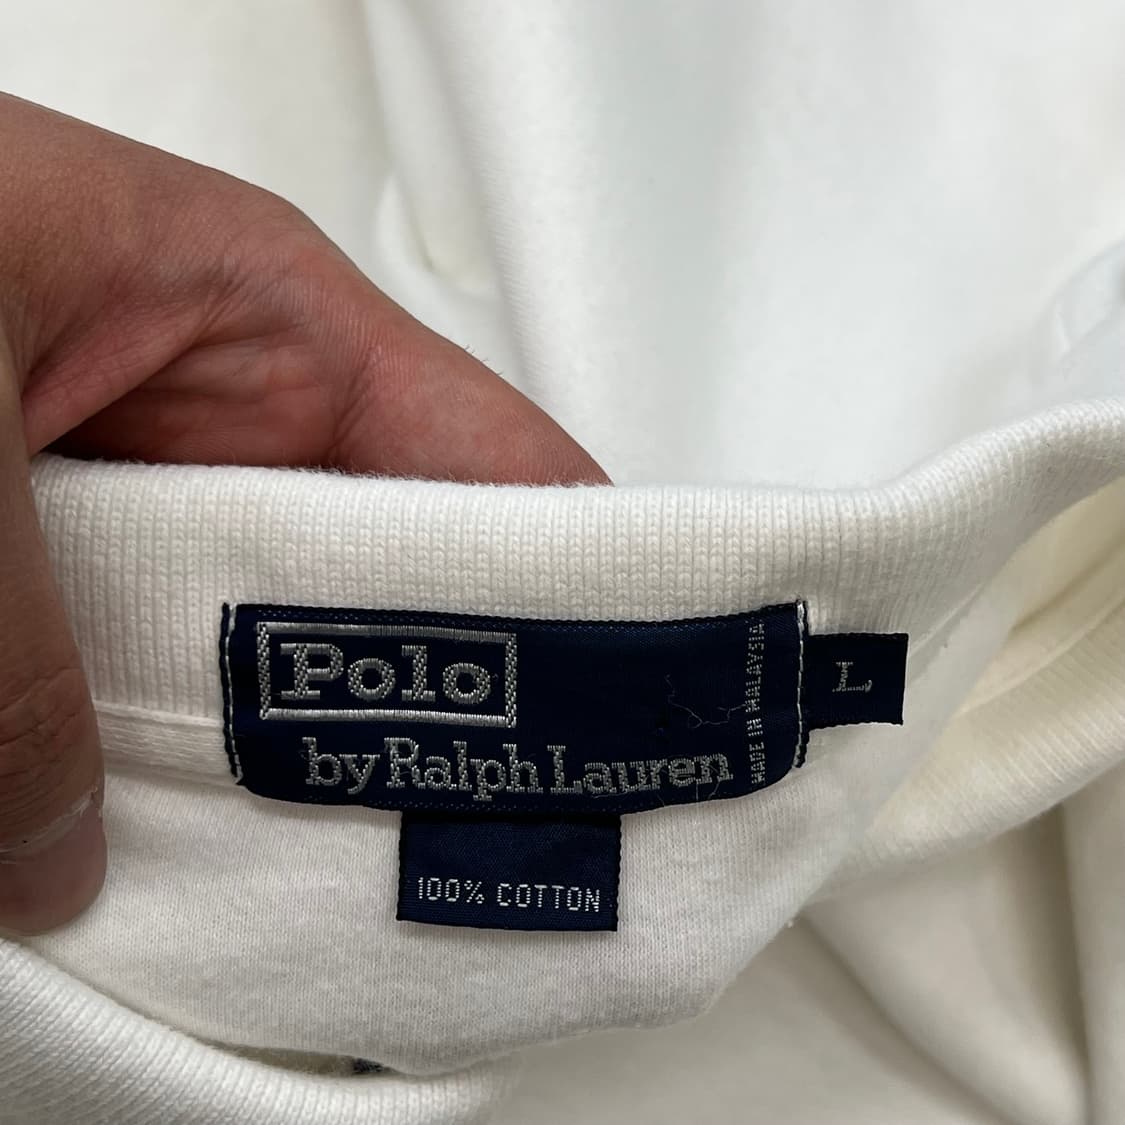 Polo
by Ralph Lauren
MADE IN MALAYSIA
L
100% COTTON